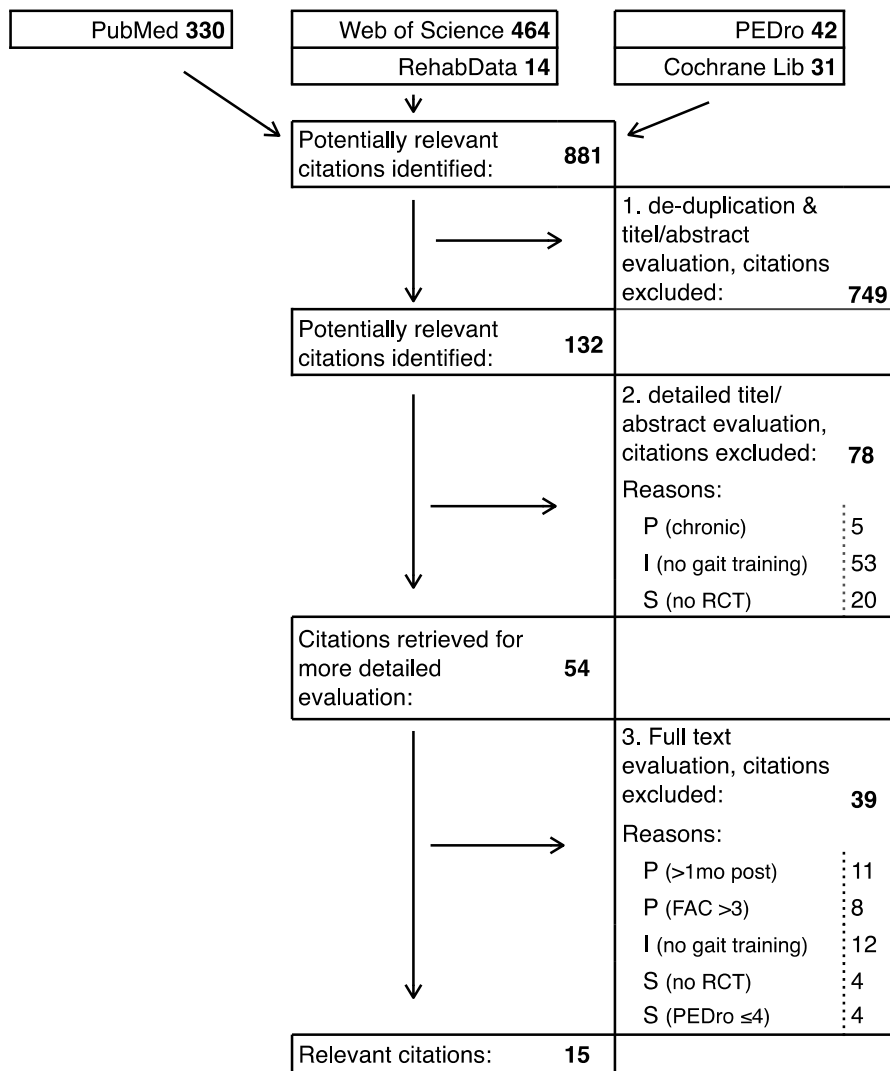 PubMed 330
Web of Science 464
PEDro 42
RehabData 14
Cochrane Lib 31
Potentially relevant
citations identified: 881
1. de-duplication &
titel/abstract
evaluation, citations
excluded: 749
Potentially relevant
citations identified: 132
2. detailed titel/
abstract evaluation,
citations excluded: 78
Reasons:
P (chronic) 5
I (no gait training) 53
S (no RCT) 20
Citations retrieved for
more detailed 54
evaluation:
3. Full text
evaluation, citations
excluded: 39
Reasons:
P (>1mo post) 11
P (FAC >3) 8
I (no gait training) 12
S (no RCT) 4
S (PEDro ≤4) 4
Relevant citations: 15